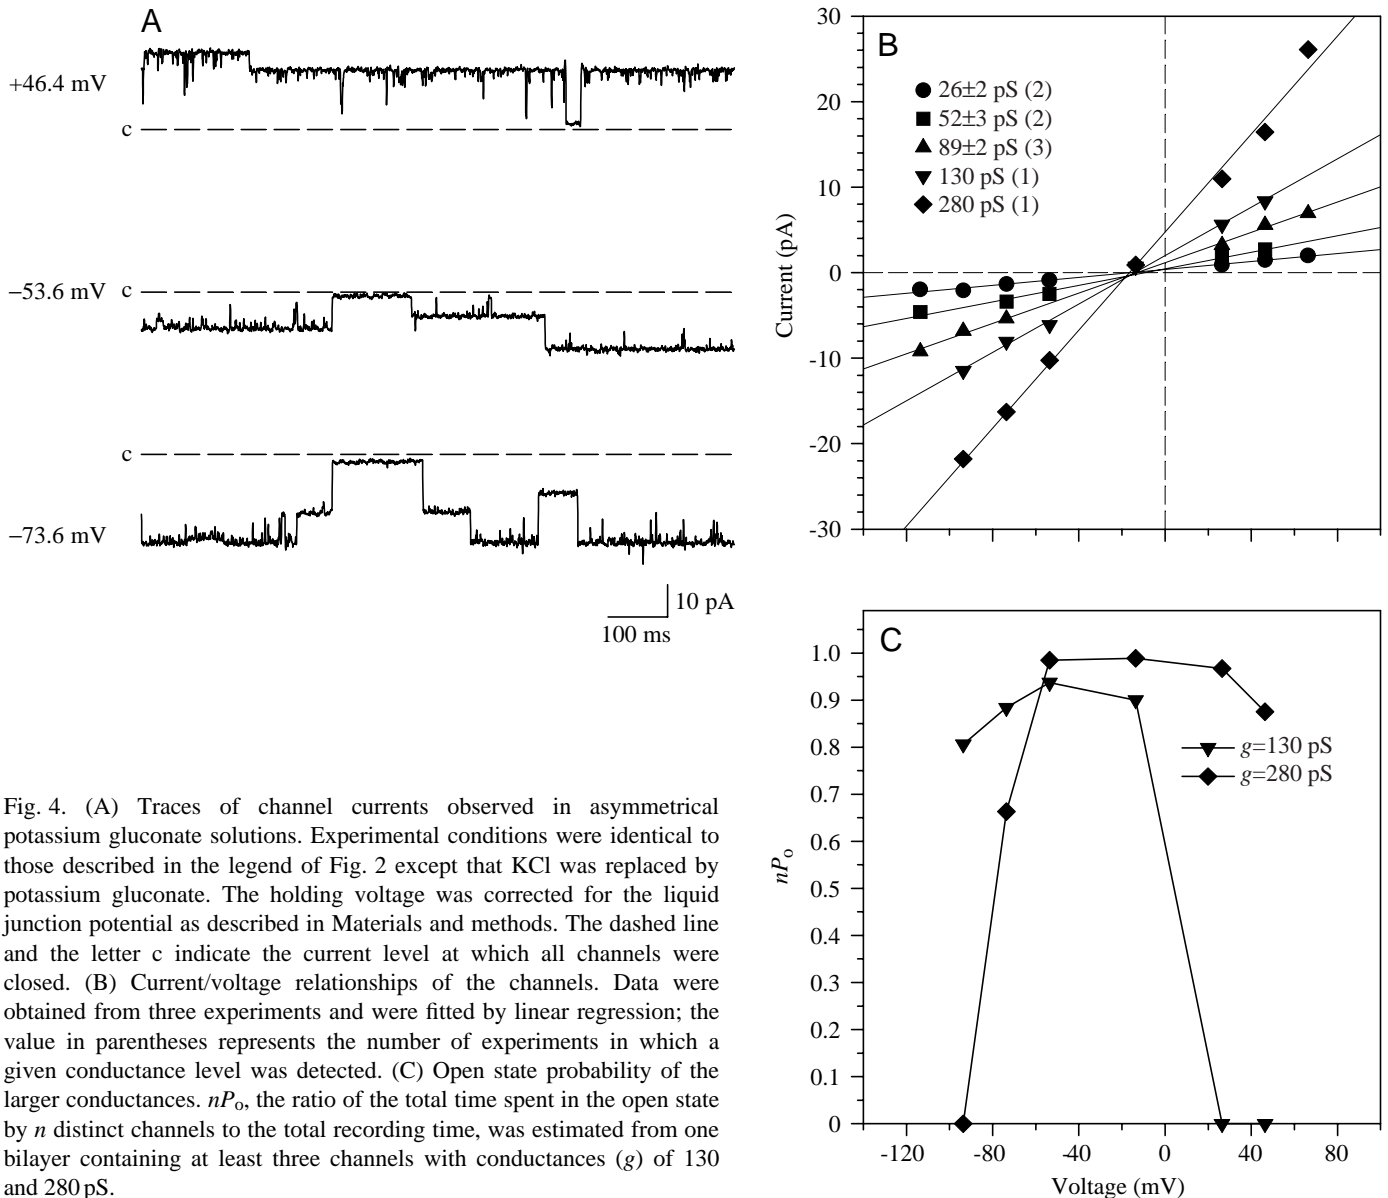 A
+46.4 mV
c
−53.6 mV
c
c
−73.6 mV
10 pA
100 ms
B
30
20
10
0
-10
-20
-30
Current (pA)
26±2 pS (2)
52±3 pS (2)
89±2 pS (3)
130 pS (1)
280 pS (1)
C
1.0
0.9
0.8
0.7
0.6
0.5
0.4
0.3
0.2
0.1
0
nPo
g=130 pS
g=280 pS
-120 -80 -40 0 40 80
Voltage (mV)
Fig. 4. (A) Traces of channel currents observed in asymmetrical
potassium gluconate solutions. Experimental conditions were identical to
those described in the legend of Fig. 2 except that KCl was replaced by
potassium gluconate. The holding voltage was corrected for the liquid
junction potential as described in Materials and methods. The dashed line
and the letter c indicate the current level at which all channels were
closed. (B) Current/voltage relationships of the channels. Data were
obtained from three experiments and were fitted by linear regression; the
value in parentheses represents the number of experiments in which a
given conductance level was detected. (C) Open state probability of the
larger conductances. nPo, the ratio of the total time spent in the open state
by n distinct channels to the total recording time, was estimated from one
bilayer containing at least three channels with conductances (g) of 130
and 280 pS.